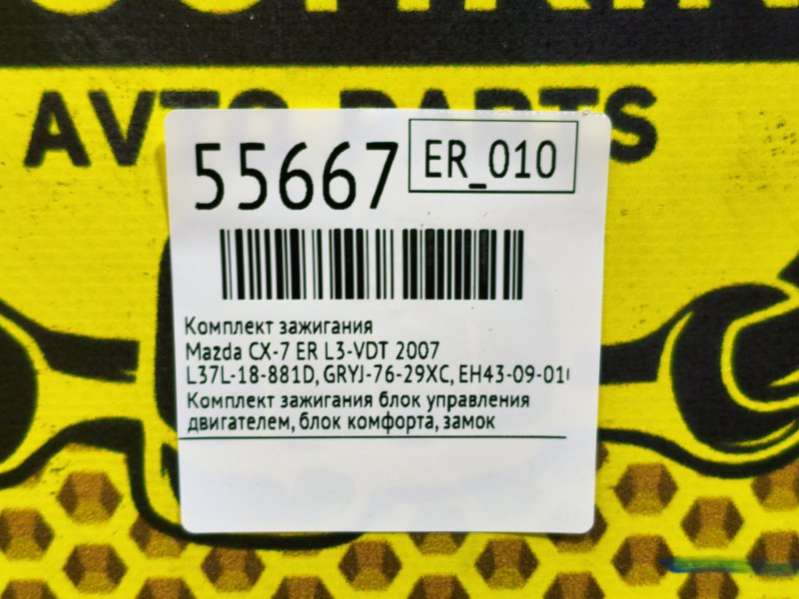 AVTO PARTS
55667
ER_010
Комплект зажигания
Mazda CX-7 ER L3-VDT 2007
L37L-18-881D, GRYJ-76-29XC, EH43-09-01
Комплект зажигания блок управления
двигателем, блок комфорта, замок